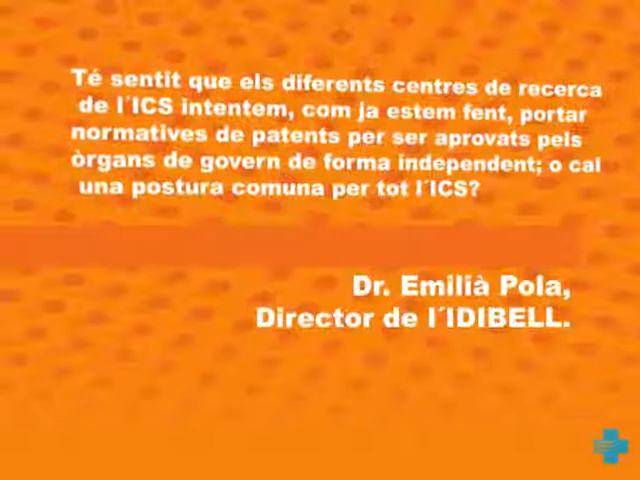 Té sentit que els diferents centres de recerca
de l´ICS intentem, com ja estem fent, portar
normatives de patents per ser aprovats pels
òrgans de govern de forma independent; o cal
una postura comuna per tot l´ICS?
Dr. Emilià Pola,
Director de l´IDIBELL.